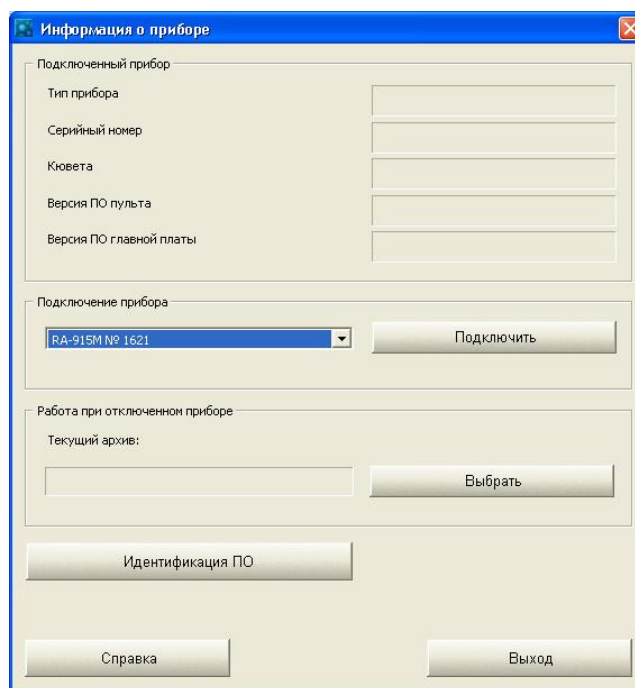 Информация о приборе
Подключенный прибор
Тип прибора
Серийный номер
Кювета
Версия ПО пульта
Версия ПО главной платы
Подключение прибора
RA-915M № 1621
Подключить
Работа при отключенном приборе
Текущий архив:
Выбрать
Идентификация ПО
Справка
Выход